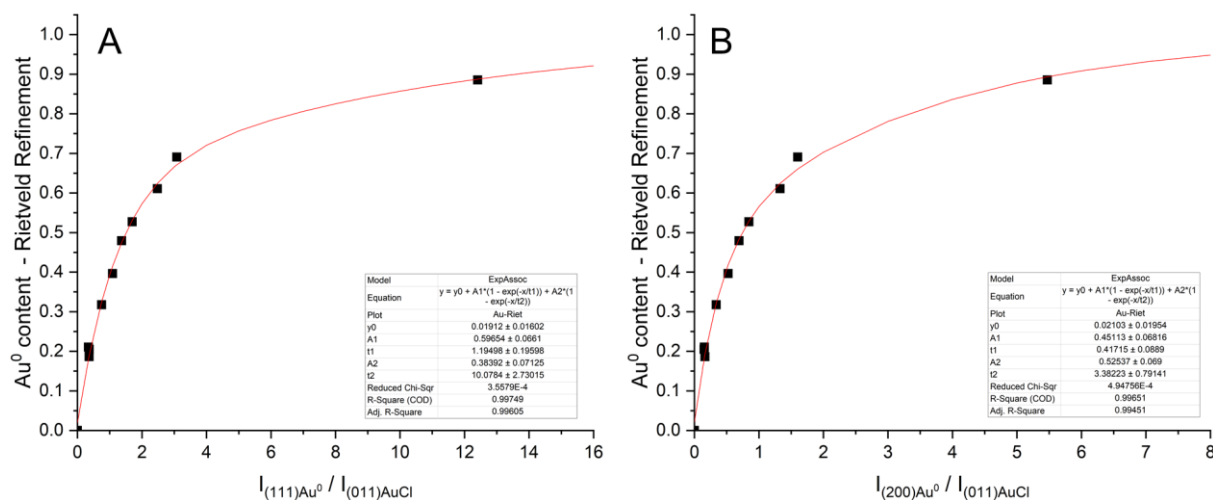 A
1.0
0.9
0.8
0.7
0.6
0.5
0.4
0.3
0.2
0.1
0.0
Au⁰ content - Rietveld Refinement
0 2 4 6 8 10 12 14 16
I(111)Au⁰ / I(011)AuCl
Model ExpAssoc
Equation y = y0 + A1*(1 - exp(-x/t1)) + A2*(1
- exp(-x/t2))
Plot Au-Riet
y0 0.01912 ± 0.01602
A1 0.59654 ± 0.0661
t1 1.19498 ± 0.19598
A2 0.38392 ± 0.07125
t2 10.0784 ± 2.73015
Reduced Chi-Sqr 3.5579E-4
R-Square (COD) 0.99749
Adj. R-Square 0.99605
B
1.0
0.9
0.8
0.7
0.6
0.5
0.4
0.3
0.2
0.1
0.0
Au⁰ content - Rietveld Refinement
0 1 2 3 4 5 6 7 8
I(200)Au⁰ / I(011)AuCl
Model ExpAssoc
Equation y = y0 + A1*(1 - exp(-x/t1)) + A2*(1
- exp(-x/t2))
Plot Au-Riet
y0 0.02103 ± 0.01954
A1 0.45113 ± 0.06816
t1 0.41715 ± 0.0889
A2 0.52537 ± 0.069
t2 3.38223 ± 0.79141
Reduced Chi-Sqr 4.94756E-4
R-Square (COD) 0.99651
Adj. R-Square 0.99451